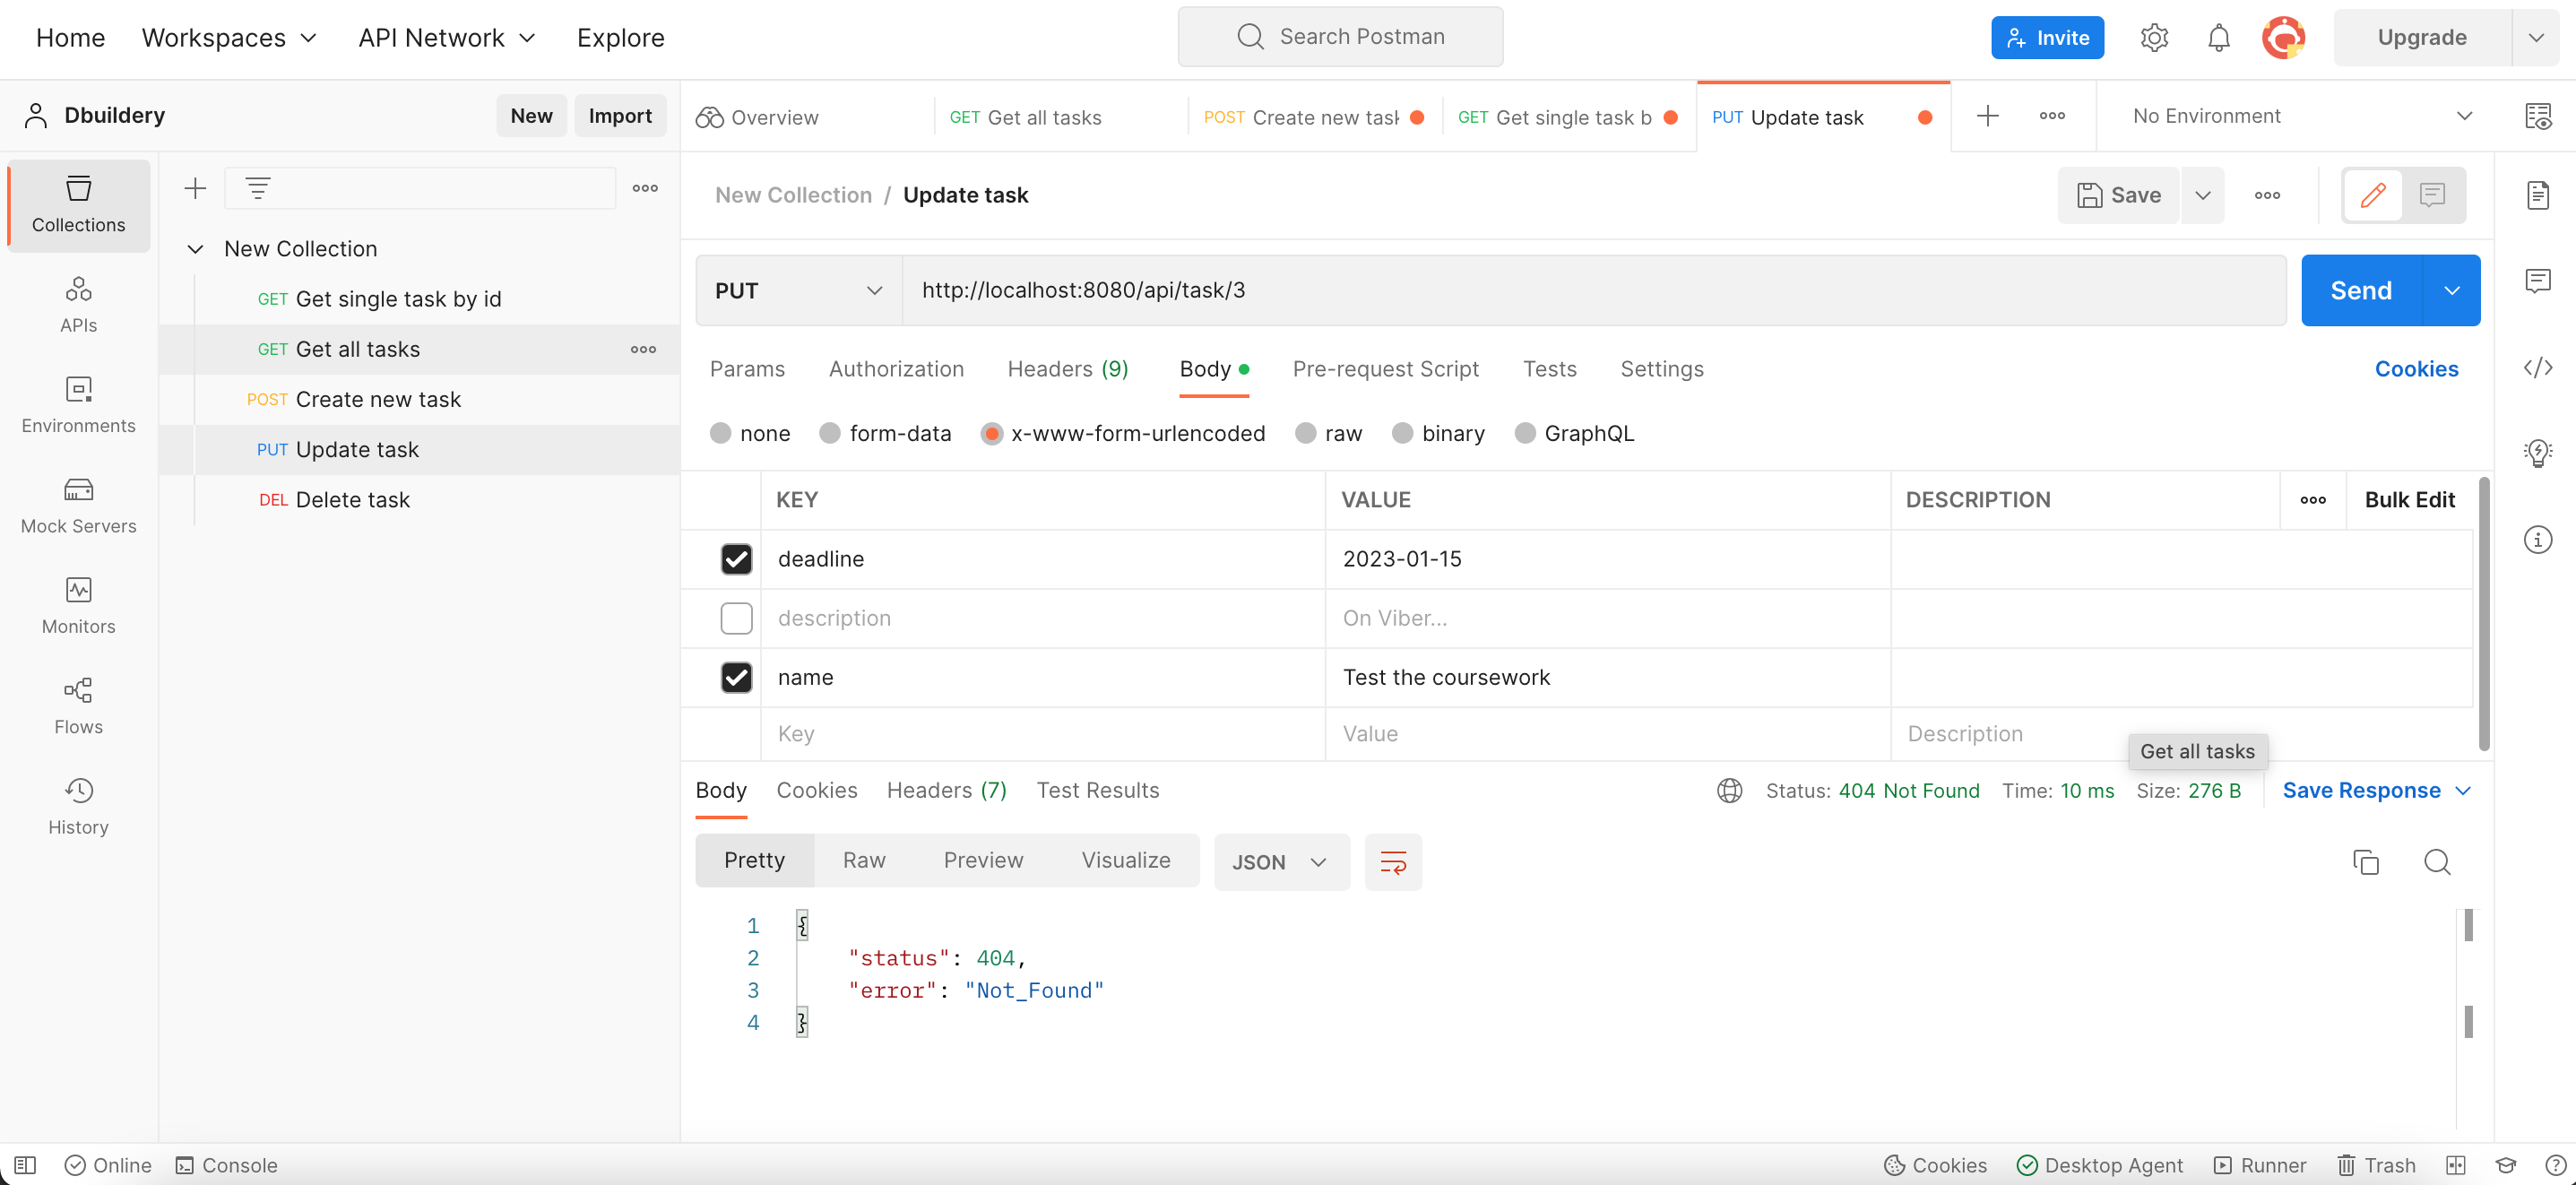 Home Workspaces API Network Explore Search Postman Invite Upgrade
Dbuildery New Import
Overview GET Get all tasks POST Create new task GET Get single task b PUT Update task No Environment
Collections
APIs
Environments
Mock Servers
Monitors
Flows
History
New Collection
GET Get single task by id
GET Get all tasks
POST Create new task
PUT Update task
DEL Delete task
New Collection / Update task Save
PUT http://localhost:8080/api/task/3 Send
Params Authorization Headers (9) Body Pre-request Script Tests Settings Cookies
none form-data x-www-form-urlencoded raw binary GraphQL
KEY VALUE DESCRIPTION Bulk Edit
deadline 2023-01-15
description On Viber...
name Test the coursework
Key Value Description
Get all tasks
Body Cookies Headers (7) Test Results Status: 404 Not Found Time: 10 ms Size: 276 B Save Response
Pretty Raw Preview Visualize JSON
1 {
2 "status": 404,
3 "error": "Not_Found"
4 }
Online Console Cookies Desktop Agent Runner Trash